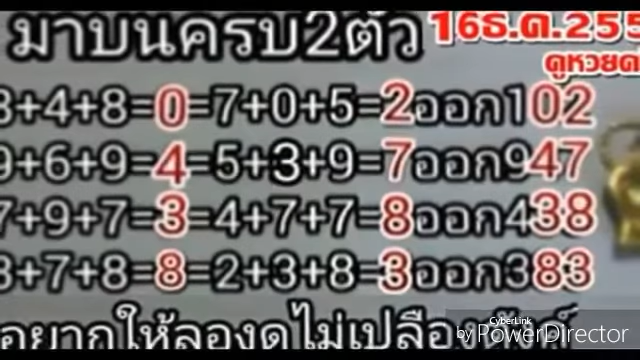 มาบนครบ2ตัว 16ธ.ค.255
ดูหวยค
3+4+8=0=7+0+5=2ออก102
9+6+9=4=5+3+9=7ออก947
7+9+7=3=4+7+7=8ออก438
3+7+8=8=2+3+8=3ออก383
อยากให้ลองดูไม่เปลือง
by CyberLink PowerDirector